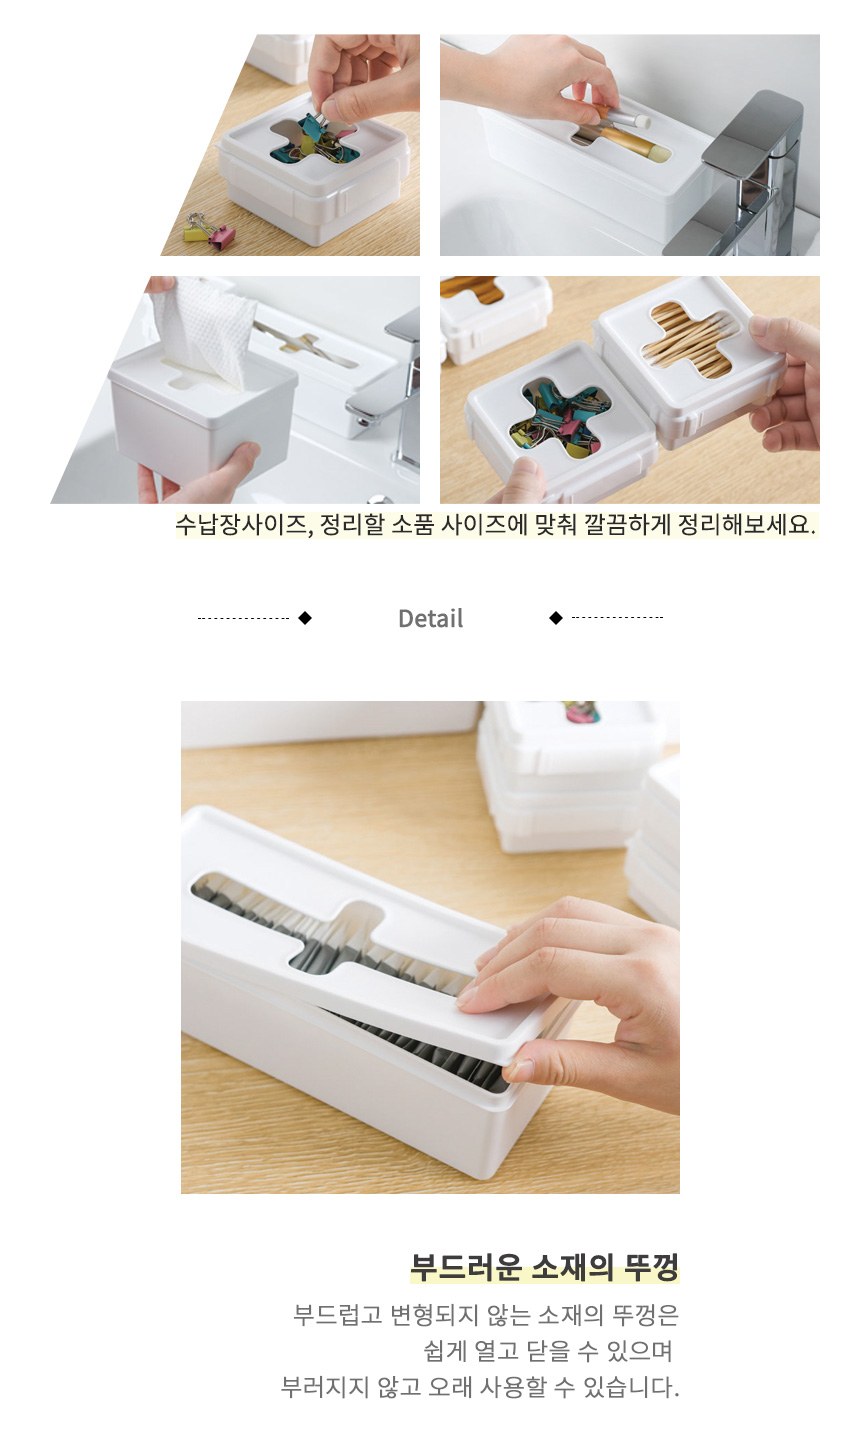 수납장사이즈, 정리할 소품 사이즈에 맞춰 깔끔하게 정리해보세요.
Detail
부드러운 소재의 뚜껑
부드럽고 변형되지 않는 소재의 뚜껑은
쉽게 열고 닫을 수 있으며
부러지지 않고 오래 사용할 수 있습니다.